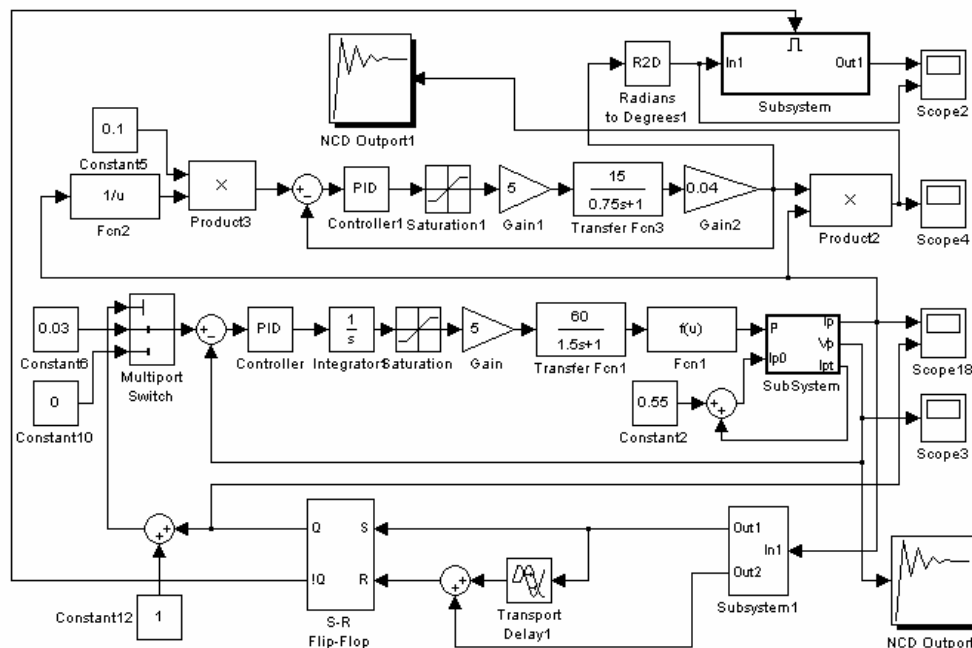 R2D
Radians
to Degrees1
In1
Out1
Subsystem
Scope2
NCD Outport1
0.1
Constant5
1/u
Fcn2
×
Product3
+
−
PID
Controller1
Saturation1
5
Gain1
15
0.75s+1
Transfer Fcn3
0.04
Gain2
×
Product2
Scope4
0.03
Constant6
0
Constant10
Multiport
Switch
+
−
PID
Controller
1
s
Integrator
Saturation
5
Gain
60
1.5s+1
Transfer Fcn1
f(u)
Fcn1
P
Ip0
Ip
Vp
Ipt
SubSystem
Scope18
0.55
Constant2
+
+
Scope3
+
+
1
Constant12
Q
!Q
S
R
S-R
Flip-Flop
+
+
Transport
Delay1
Out1
Out2
In1
Subsystem1
NCD Outport